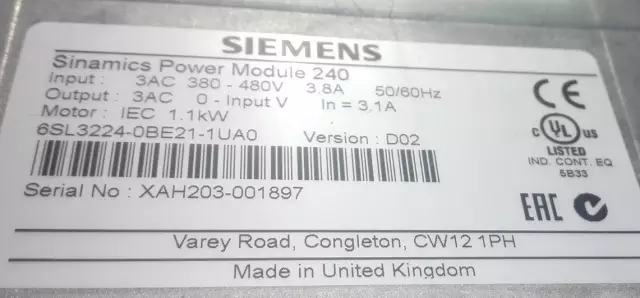 SIEMENS
Sinamics Power Module 240
Input : 3AC 380 - 480V 3.8A 50/60Hz
Output : 3AC 0 - Input V In = 3.1A
Motor : IEC 1.1kW
6SL3224-0BE21-1UA0 Version : D02
Serial No : XAH203-001897
CE
C UL US
LISTED
IND. CONT. EQ
5B33
EAC
Varey Road, Congleton, CW12 1PH
Made in United Kingdom